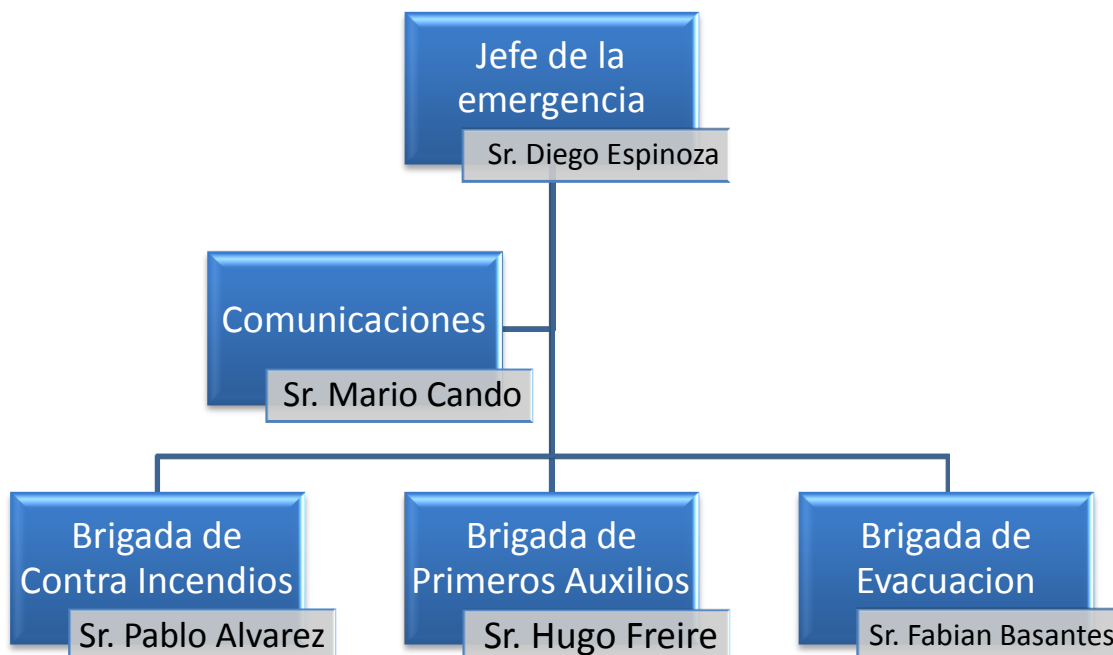 Jefe de la
emergencia
Sr. Diego Espinoza
Comunicaciones
Sr. Mario Cando
Brigada de
Contra Incendios
Sr. Pablo Alvarez
Brigada de
Primeros Auxilios
Sr. Hugo Freire
Brigada de
Evacuacion
Sr. Fabian Basantes